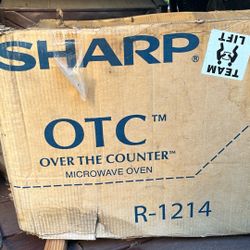 SHARP®
TEAM
LIFT
OTC™
OVER THE COUNTER™
MICROWAVE OVEN
R-1214